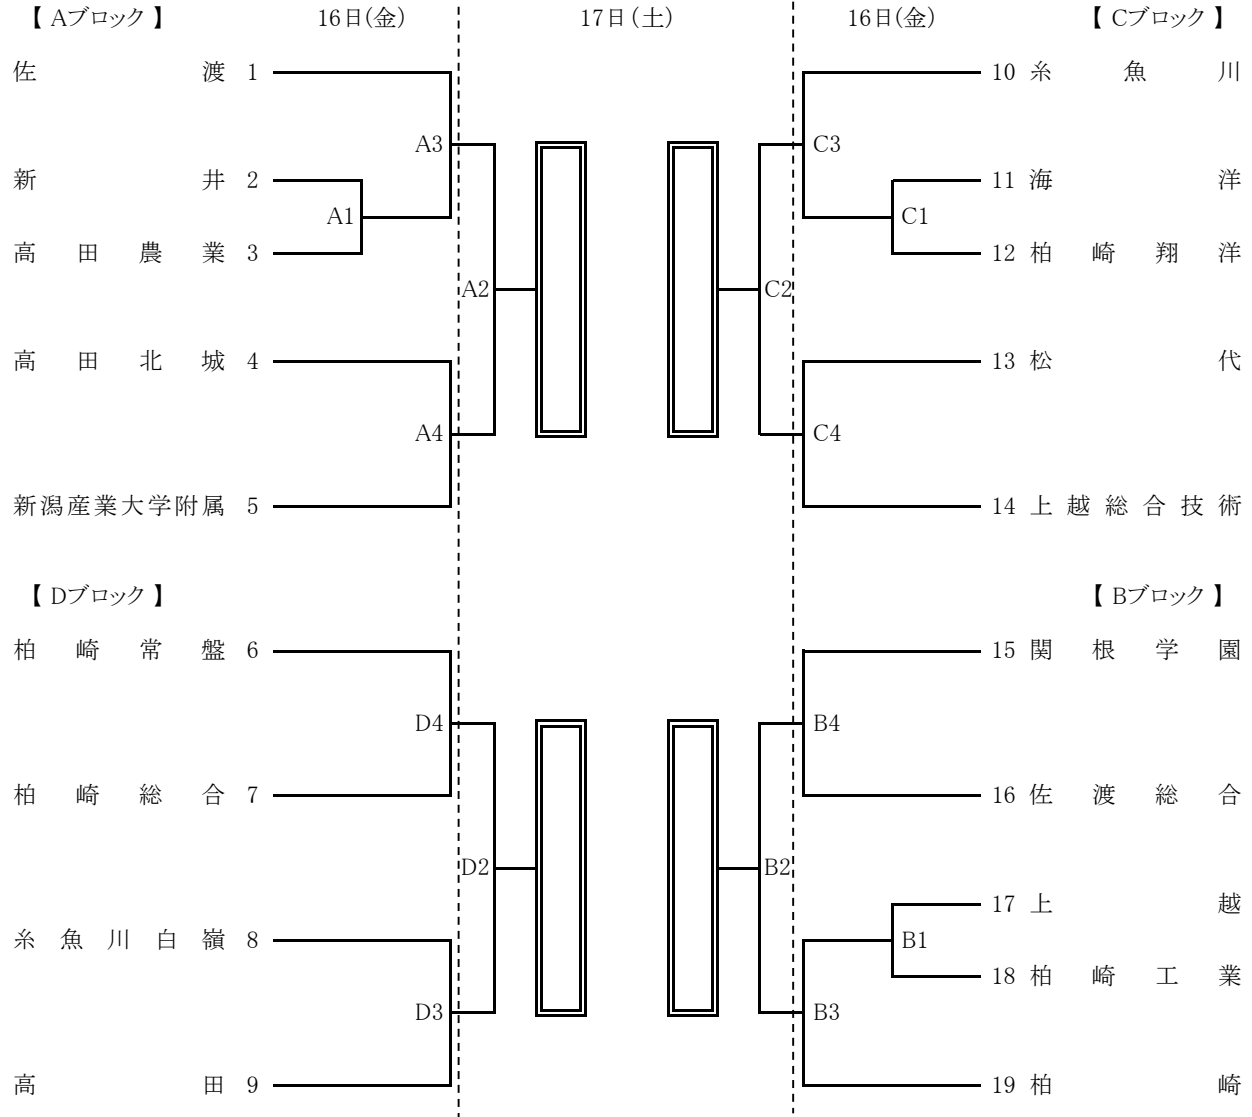 【 Aブロック 】 16日(金) 17日(土) 16日(金) 【 Cブロック 】
佐渡 1 10 糸魚川
A3 C3
新井 2 11 海洋
A1 C1
高田農業 3 12 柏崎翔洋
A2 C2
高田北城 4 13 松代
A4 C4
新潟産業大学附属 5 14 上越総合技術
【 Dブロック 】 【 Bブロック 】
柏崎常盤 6 15 関根学園
D4 B4
柏崎総合 7 16 佐渡総合
D2 B2
17 上越
糸魚川白嶺 8 B1
18 柏崎工業
D3 B3
高田 9 19 柏崎